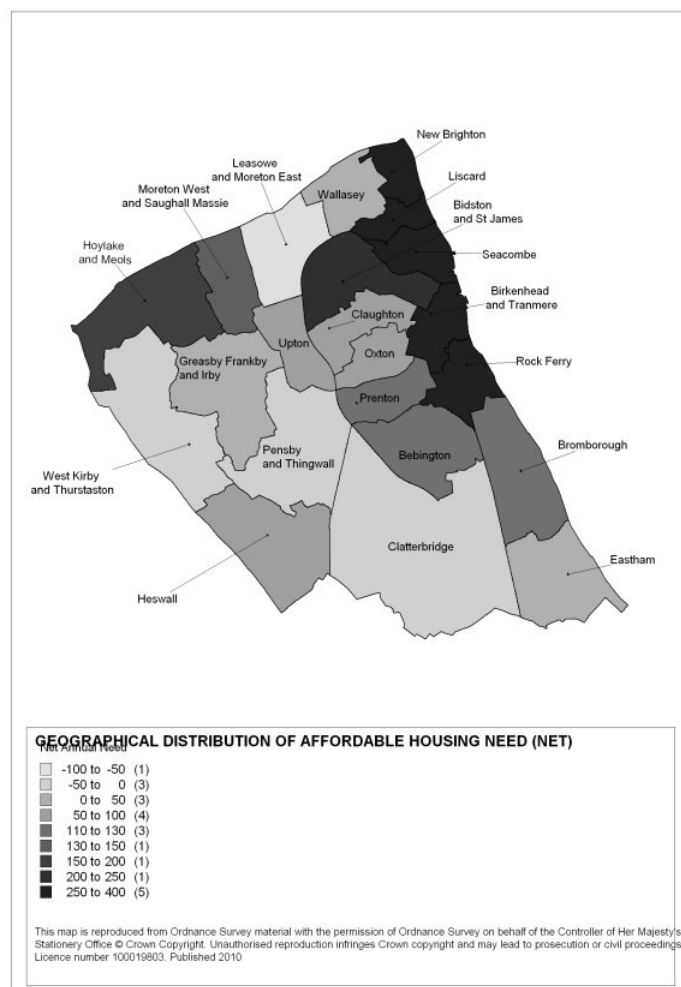 New Brighton
Leasowe
and Moreton East
Liscard
Moreton West
and Saughall Massie
Wallasey
Bidston
and St James
Hoylake
and Meols
Seacombe
Birkenhead
and Tranmere
Claughton
Upton
Oxton
Greasby Frankby
and Irby
Rock Ferry
Prenton
Pensby
and Thingwall
Bebington
Bromborough
West Kirby
and Thurstaston
Clatterbridge
Eastham
Heswall
GEOGRAPHICAL DISTRIBUTION OF AFFORDABLE HOUSING NEED (NET)
Net Annual Need
-100 to -50 (1)
-50 to 0 (3)
0 to 50 (3)
50 to 100 (4)
110 to 130 (3)
130 to 150 (1)
150 to 200 (1)
200 to 250 (1)
250 to 400 (5)
This map is reproduced from Ordnance Survey material with the permission of Ordnance Survey on behalf of the Controller of Her Majesty's
Stationery Office © Crown Copyright. Unauthorised reproduction infringes Crown copyright and may lead to prosecution or civil proceedings
Licence number 100019803. Published 2010